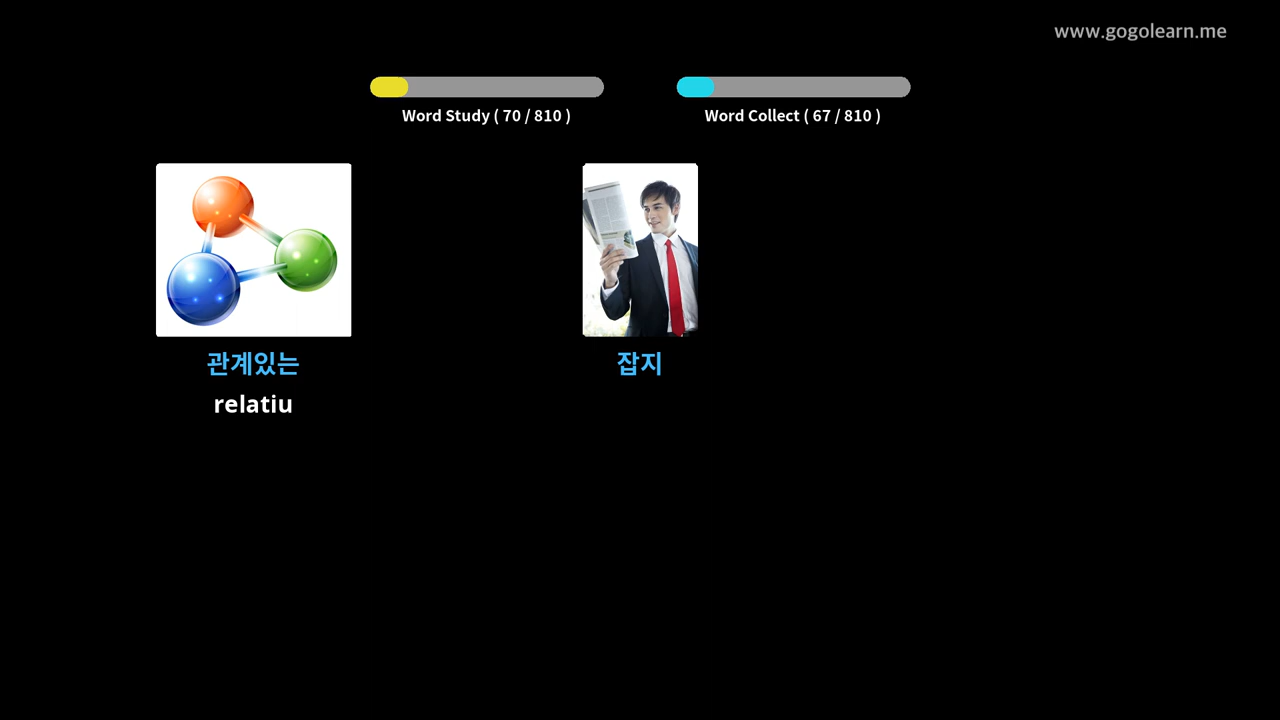 www.gogolearn.me
Word Study ( 70 / 810 )
Word Collect ( 67 / 810 )
관계있는
relatiu
잡지